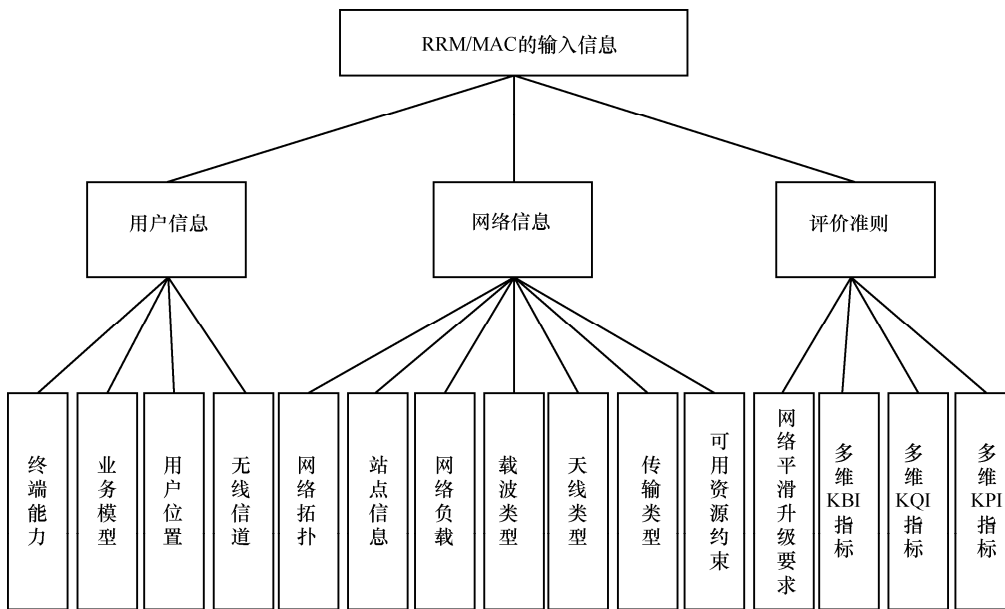 RRM/MAC的输入信息
用户信息
网络信息
评价准则
终端能力
业务模型
用户位置
无线信道
网络拓扑
站点信息
网络负载
载波类型
天线类型
传输类型
可用资源约束
网络平滑升级要求
多维KBI指标
多维KQI指标
多维KPI指标